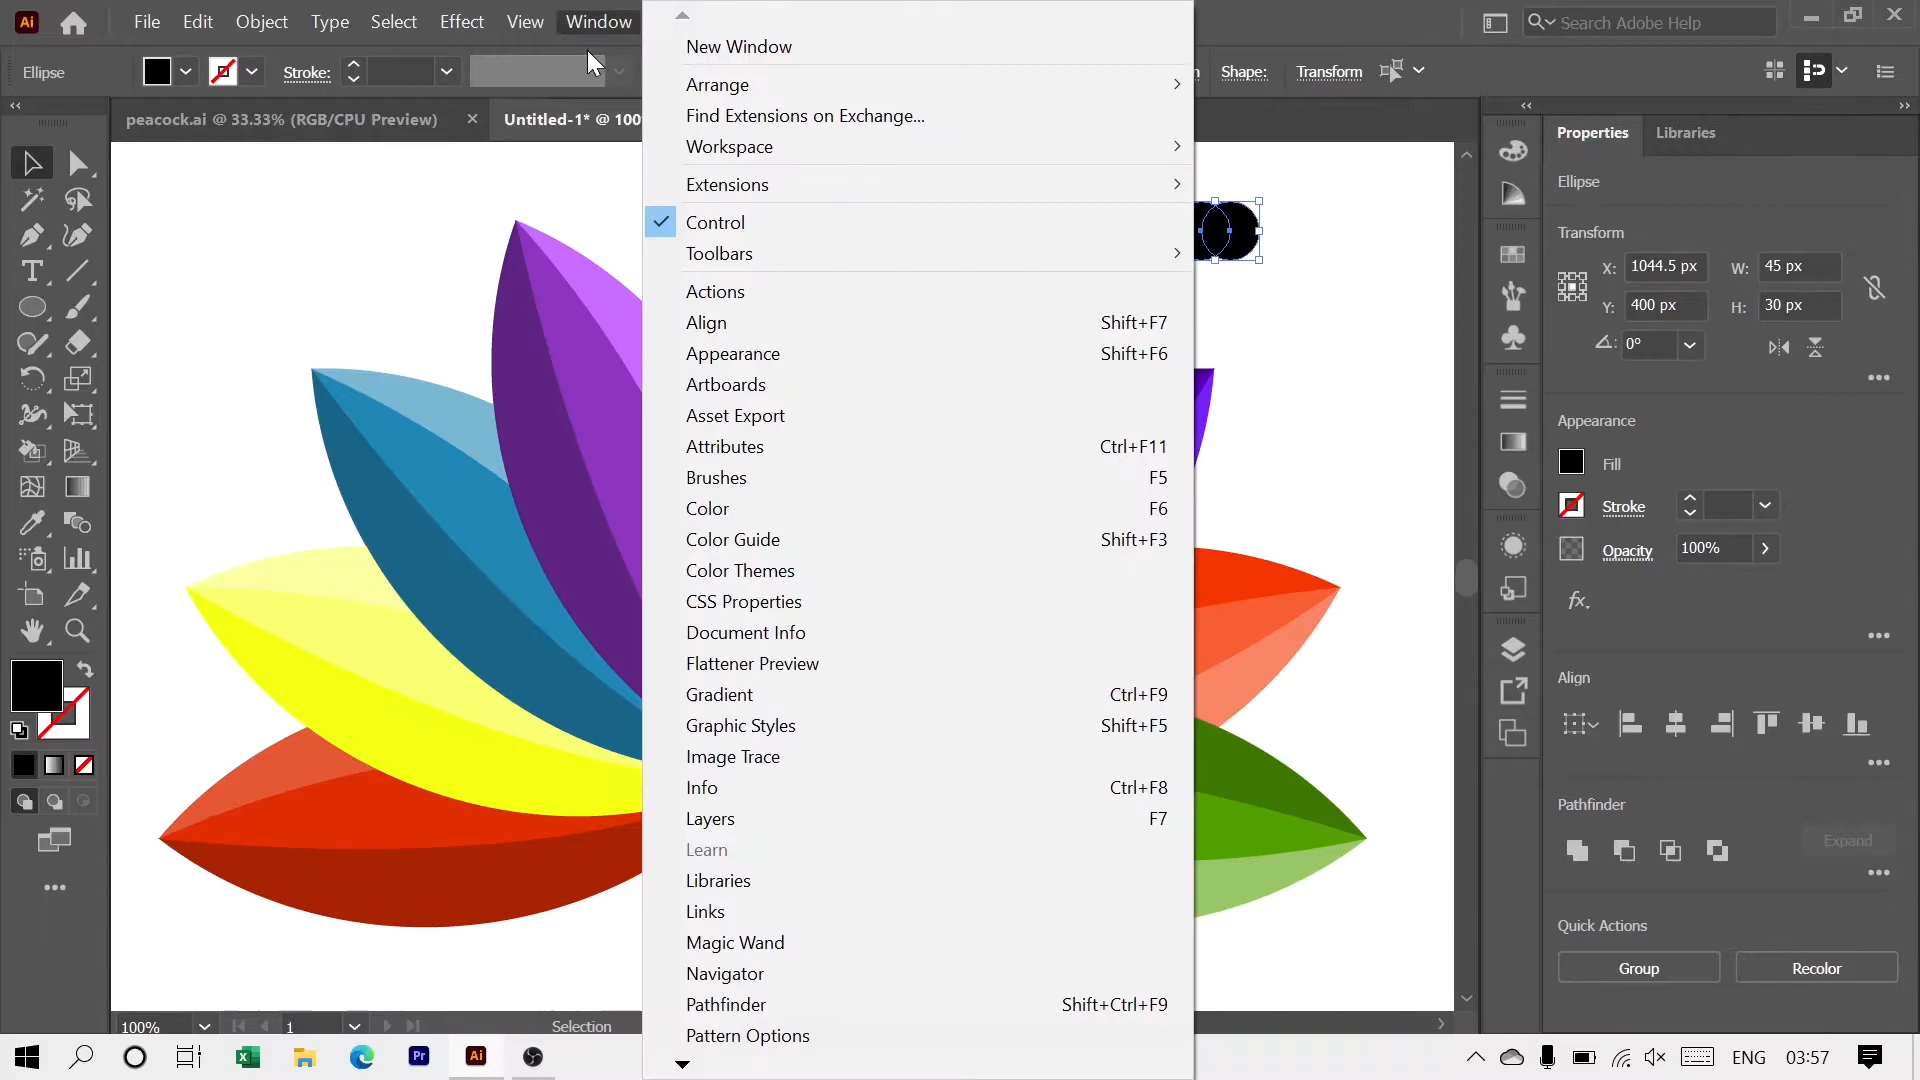 Ai
File
Edit
Object
Type
Select
Effect
View
Window
Search Adobe Help
Ellipse
Stroke:
Shape:
Transform
peacock.ai @ 33.33% (RGB/CPU Preview)
Untitled-1* @ 100
New Window
Arrange
Find Extensions on Exchange...
Workspace
Extensions
Control
Toolbars
Actions
Align Shift+F7
Appearance Shift+F6
Artboards
Asset Export
Attributes Ctrl+F11
Brushes F5
Color F6
Color Guide Shift+F3
Color Themes
CSS Properties
Document Info
Flattener Preview
Gradient Ctrl+F9
Graphic Styles Shift+F5
Image Trace
Info Ctrl+F8
Layers F7
Learn
Libraries
Links
Magic Wand
Navigator
Pathfinder Shift+Ctrl+F9
Pattern Options
Properties
Libraries
Ellipse
Transform
X: 1044.5 px W: 45 px
Y: 400 px H: 30 px
0°
Appearance
Fill
Stroke
Opacity 100%
fx.
Align
Pathfinder
Expand
Quick Actions
Group
Recolor
100%
1
Selection
Pr
Ai
ENG
03:57